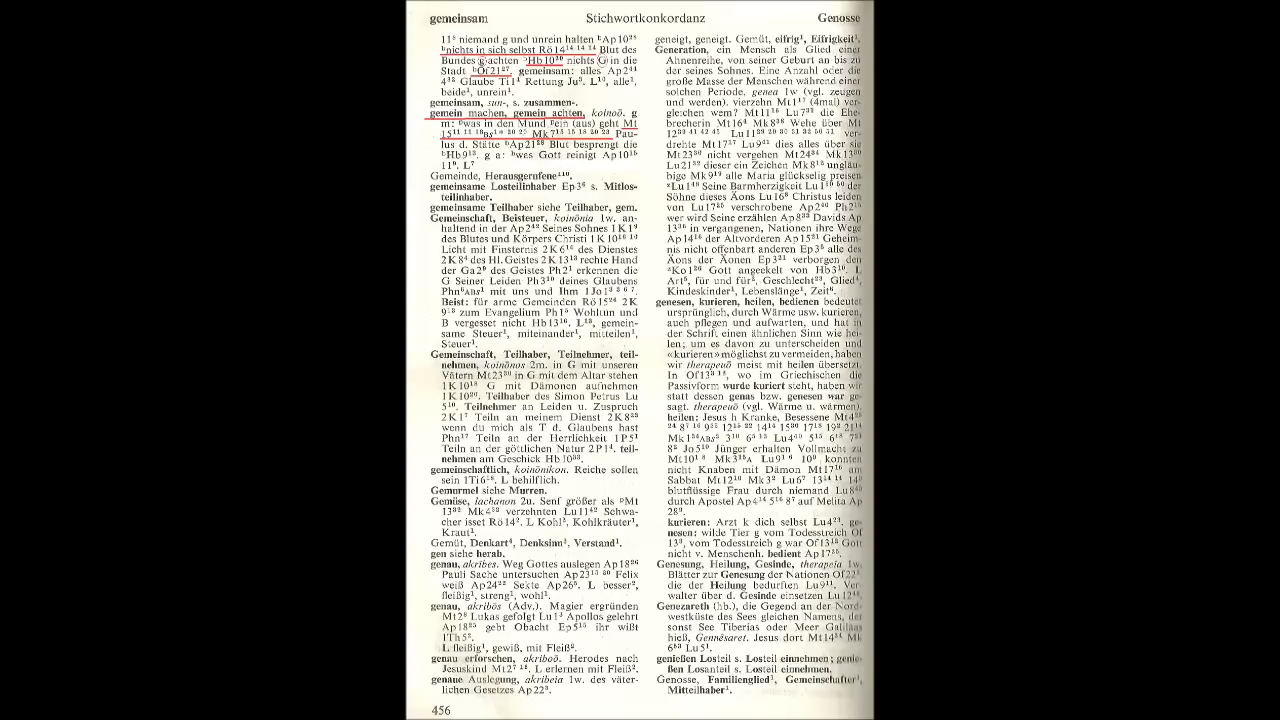 gemeinsam Stichwortkonkordanz Genosse
11⁸ niemand g und unrein halten ᵇAp10²⁸
ᵇnichts in sich selbst Rö14¹⁴ ¹⁴ ¹⁴ Blut des
Bundes g achten ᵇHb10²⁹ nichts G in die
Stadt ᵇOf21²⁷. gemeinsam: alles Ap2⁴⁴
4³² Glaube Ti1⁴ Rettung Ju³. L¹⁰, alle¹,
beide¹, unrein¹.
gemeinsam, sun-, s. zusammen-.
gemein machen, gemein achten, koinoō. g
m: ᵇwas in den Mund ᵇein (aus) geht Mt
Pau-
lus d. Stätte ᵇAp21²⁸ Blut besprengt die
ᵇHb9¹³. g a: ᵇwas Gott reinigt Ap10¹⁵
11⁹. L⁷
Gemeinde, Herausgerufene¹¹⁰.
gemeinsame Losteilinhaber Ep3⁶ s. Mitlos-
teilinhaber.
gemeinsame Teilhaber siehe Teilhaber, gem.
Gemeinschaft, Beisteuer, koinōnia 1w. an-
haltend in der Ap2⁴² Seines Sohnes 1K1⁹
des Blutes und Körpers Christi 1K10¹⁶ ¹⁶
Licht mit Finsternis 2K6¹⁴ des Dienstes
2K8⁴ des Hl. Geistes 2K13¹³ rechte Hand
der Ga2⁹ des Geistes Ph2¹ erkennen die
G Seiner Leiden Ph3¹⁰ deines Glaubens
Phn⁶ABs¹ mit uns und Ihm 1Jo1³ ³ ⁶ ⁷.
Beist: für arme Gemeinden Rö15²⁶ 2K
9¹³ zum Evangelium Ph1⁵ Wohltun und
B vergesset nicht Hb13¹⁶. L¹³, gemein-
same Steuer¹, miteinander¹, mitteilen¹,
Steuer¹.
Gemeinschaft, Teilhaber, Teilnehmer, teil-
nehmen, koinōnos 2m. in G mit unseren
Vätern Mt23³⁰ in G mit dem Altar stehen
1K10¹⁸ G mit Dämonen aufnehmen
1K10²⁰. Teilhaber des Simon Petrus Lu
5¹⁰. Teilnehmer an Leiden u. Zuspruch
2K1⁷ Teiln an meinem Dienst 2K8²³
wenn du mich als T d. Glaubens hast
Phn¹⁷ Teiln an der Herrlichkeit 1P5¹
Teiln an der göttlichen Natur 2P1⁴. teil-
nehmen am Geschick Hb10³³.
gemeinschaftlich, koinōnikon. Reiche sollen
sein 1Ti6¹⁸. L behilflich.
Gemurmel siehe Murren.
Gemüse, lachanon 2u. Senf größer als ᵇMt
13³² Mk4³² verzehnten Lu11⁴² Schwa-
cher isset Rö14². L Kohl², Kohlkräuter¹,
Kraut¹.
Gemüt, Denkart⁴, Denksinn³, Verstand¹.
gen siehe herab.
genau, akribes. Weg Gottes auslegen Ap18²⁶
Pauli Sache untersuchen Ap23¹⁵ ²⁰ Felix
weiß Ap24²² Sekte Ap26⁵. L besser²,
fleißig¹, streng¹, wohl¹.
genau, akribōs (Adv.). Magier ergründen
Mt2⁸ Lukas gefolgt Lu1³ Apollos gelehrt
Ap18²⁵ gebt Obacht Ep5¹⁵ ihr wißt
1Th5².
L fleißig¹, gewiß, mit Fleiß².
genau erforschen, akriboō. Herodes nach
Jesuskind Mt2⁷ ¹⁶. L erlernen mit Fleiß².
genaue Auslegung, akribeia 1w. des väter-
lichen Gesetzes Ap22³.
geneigt, geneigt. Gemüt, eifrig¹, Eifrigkeit¹.
Generation, ein Mensch als Glied einer
Ahnenreihe, von seiner Geburt an bis zu
der seines Sohnes. Eine Anzahl oder die
große Masse der Menschen während einer
solchen Periode, genea 1w (vgl. zeugen
und werden). vierzehn Mt1¹⁷ (4mal) ver-
gleichen wem? Mt11¹⁶ Lu7³¹ die Ehe-
brecherin Mt16⁴ Mk8³⁸ Wehe über Mt
ver-
drehte Mt17¹⁷ Lu9⁴¹ dies alles über sie
Mt23³⁶ nicht vergehen Mt24³⁴ Mk13³⁰
Lu21³² dieser ein Zeichen Mk8¹² ungläu-
bige Mk9¹⁹ alle Maria glückselig preisen
ᶻLu1⁴⁸ Seine Barmherzigkeit Lu1⁵⁰ ⁵⁰ der
Söhne dieses Äons Lu16⁸ Christus leiden
von Lu17²⁵ verschrobene Ap2⁴⁰ Ph2¹⁵
wer wird Seine erzählen Ap8³³ Davids Ap
13³⁶ in vergangenen, Nationen ihre Wege
Ap14¹⁶ der Altvorderen Ap15²¹ Geheim-
nis nicht offenbart anderen Ep3⁵ alle des
Äons der Äonen Ep3²¹ verborgen den
ᶻKo1²⁶ Gott angeekelt von Hb3¹⁰. L
Art⁵, für und für², Geschlecht²³, Glied⁴,
Kindeskinder¹, Lebenslänge¹, Zeit⁶.
genesen, kurieren, heilen, bedienen bedeutet
ursprünglich, durch Wärme usw. kurieren,
auch pflegen und aufwarten, und hat in
der Schrift einen ähnlichen Sinn wie hei-
len; um es davon zu unterscheiden und
«kurieren» möglichst zu vermeiden, haben
wir therapeuō meist mit heilen übersetzt.
In Of13³ ¹², wo im Griechischen die
Passivform wurde kuriert steht, haben wir
statt dessen genas bzw. genesen war ge-
sagt. therapeuō (vgl. Wärme u. wärmen).
heilen: Jesus h Kranke, Besessene Mt4²³
8⁵ Jo5¹⁰ Jünger erhalten Vollmacht zu
Mt10¹ ⁸ Mk3¹⁵A Lu9¹ ⁶ 10⁹ konnten
nicht Knaben mit Dämon Mt17¹⁶ am
Sabbat Mt12¹⁰ Mk3² Lu6⁷ 13¹⁴ ¹⁴ 14³
blutflüssige Frau durch niemand Lu8⁴³
durch Apostel Ap4¹⁴ 5¹⁶ 8⁷ auf Melita Ap
28⁹.
kurieren: Arzt k dich selbst Lu4²³. ge-
nesen: wilde Tier g vom Todesstreich Of
13³, vom Todesstreich g war Of13¹² Gott
nicht v. Menschenh. bedient Ap17²⁵.
Genesung, Heilung, Gesinde, therapeia 1w.
Blätter zur Genesung der Nationen Of22²
die der Heilung bedurften Lu9¹¹. Ver-
walter über d. Gesinde einsetzen Lu12⁴².
Genezareth (hb.), die Gegend an der Nord-
westküste des Sees gleichen Namens, der
sonst See Tiberias oder Meer Galiläas
hieß, Gennēsaret. Jesus dort Mt14³⁴ Mk
6⁵³ Lu5¹.
genießen Losteil s. Losteil einnehmen; genie-
ßen Losanteil s. Losteil einnehmen.
Genosse, Familienglied¹, Gemeinschafter¹,
Mitteilhaber¹.
456